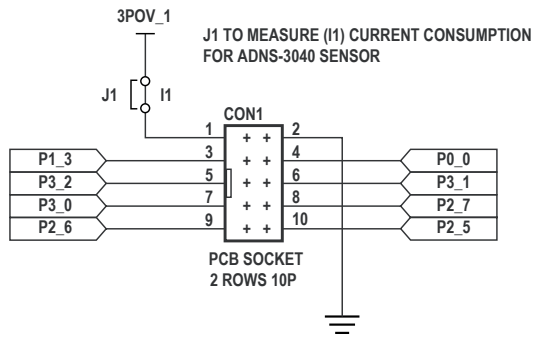 3POV_1
J1 TO MEASURE (I1) CURRENT CONSUMPTION
FOR ADNS-3040 SENSOR
J1
I1
CON1
1
2
3
4
5
6
7
8
9
10
P1_3
P3_2
P3_0
P2_6
P0_0
P3_1
P2_7
P2_5
PCB SOCKET
2 ROWS 10P